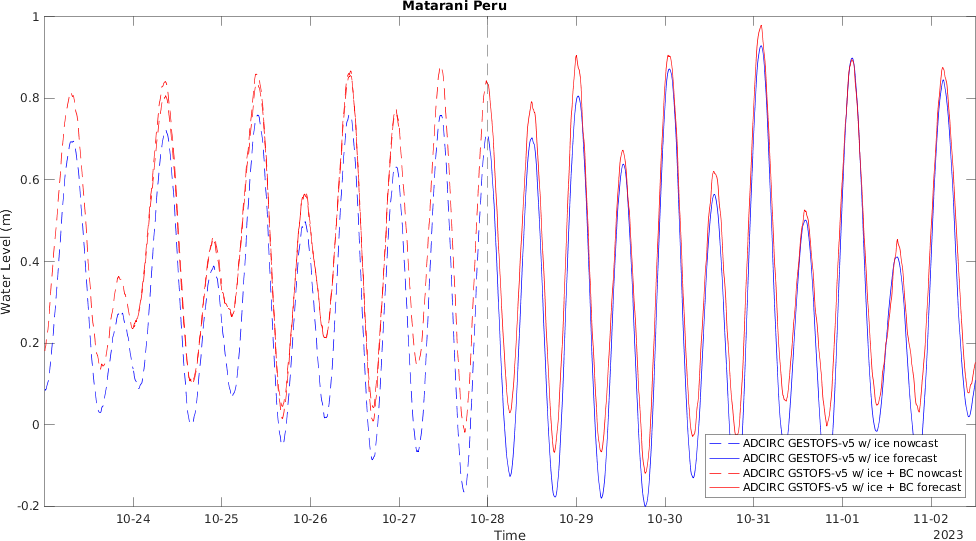 Matarani Peru
1
0.8
0.6
0.4
0.2
0
-0.2
Water Level (m)
10-24 10-25 10-26 10-27 10-28 10-29 10-30 10-31 11-01 11-02
Time
2023
ADCIRC GESTOFS-v5 w/ ice nowcast
ADCIRC GESTOFS-v5 w/ ice forecast
ADCIRC GSTOFS-v5 w/ ice + BC nowcast
ADCIRC GSTOFS-v5 w/ ice + BC forecast